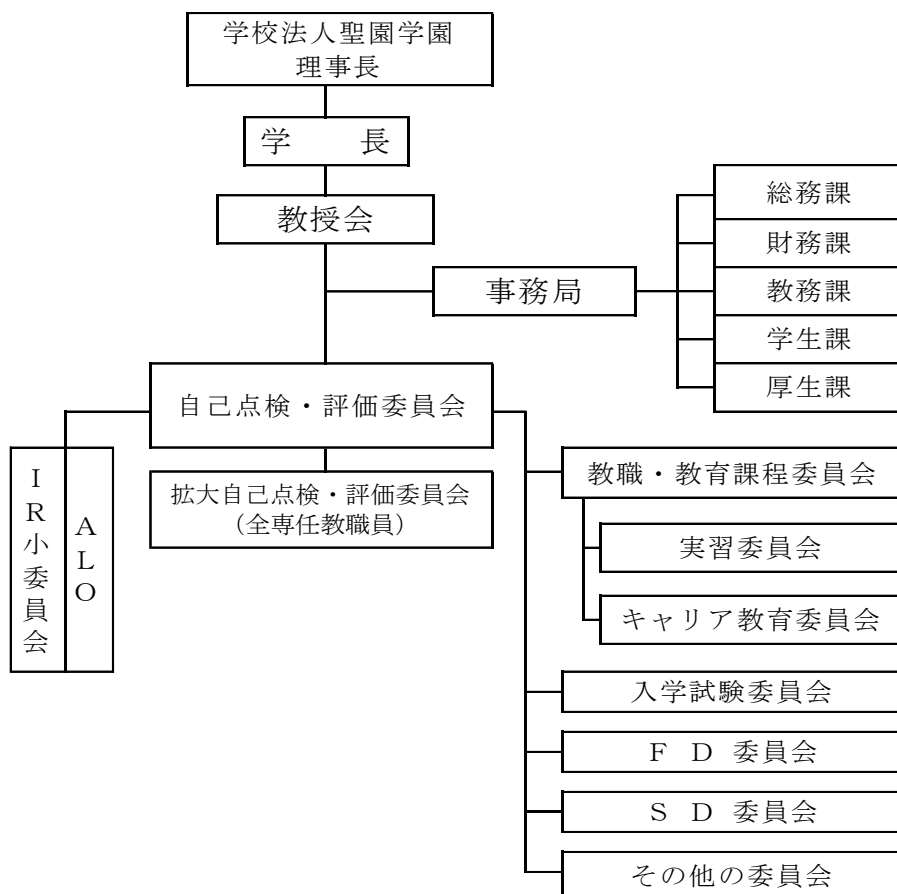 学校法人聖園学園
理事長
学 長
教授会
総務課
財務課
事務局
教務課
学生課
厚生課
自己点検・評価委員会
IR小委員会
ALO
拡大自己点検・評価委員会
（全専任教職員）
教職・教育課程委員会
実習委員会
キャリア教育委員会
入学試験委員会
F D 委員会
S D 委員会
その他の委員会